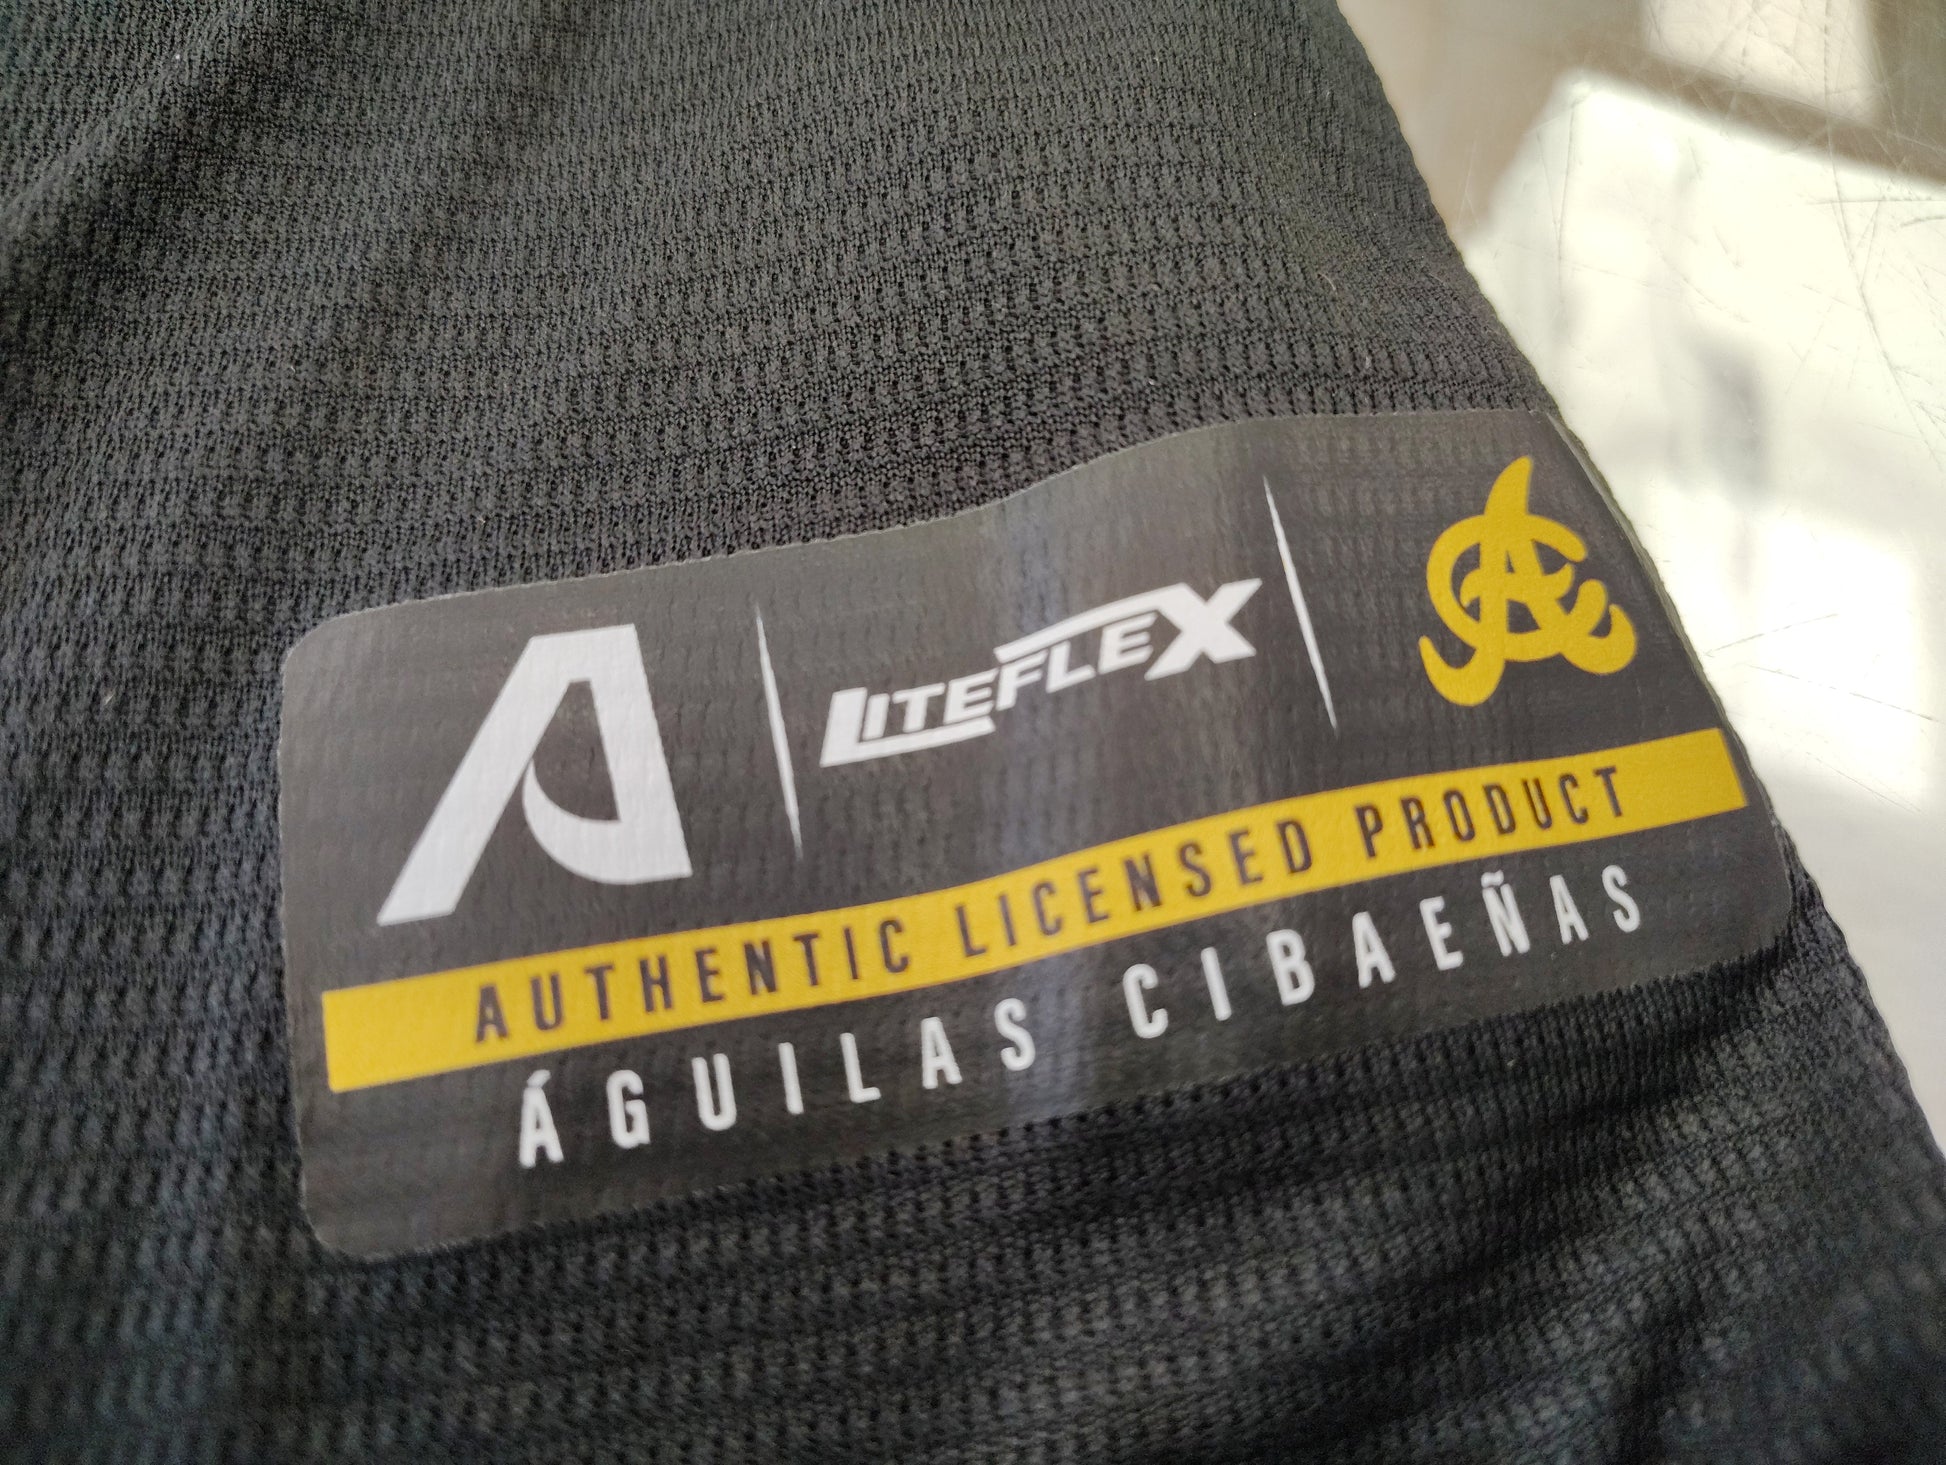 LITEFLEX
AUTHENTIC LICENSED PRODUCT
ÁGUILAS CIBAEÑAS